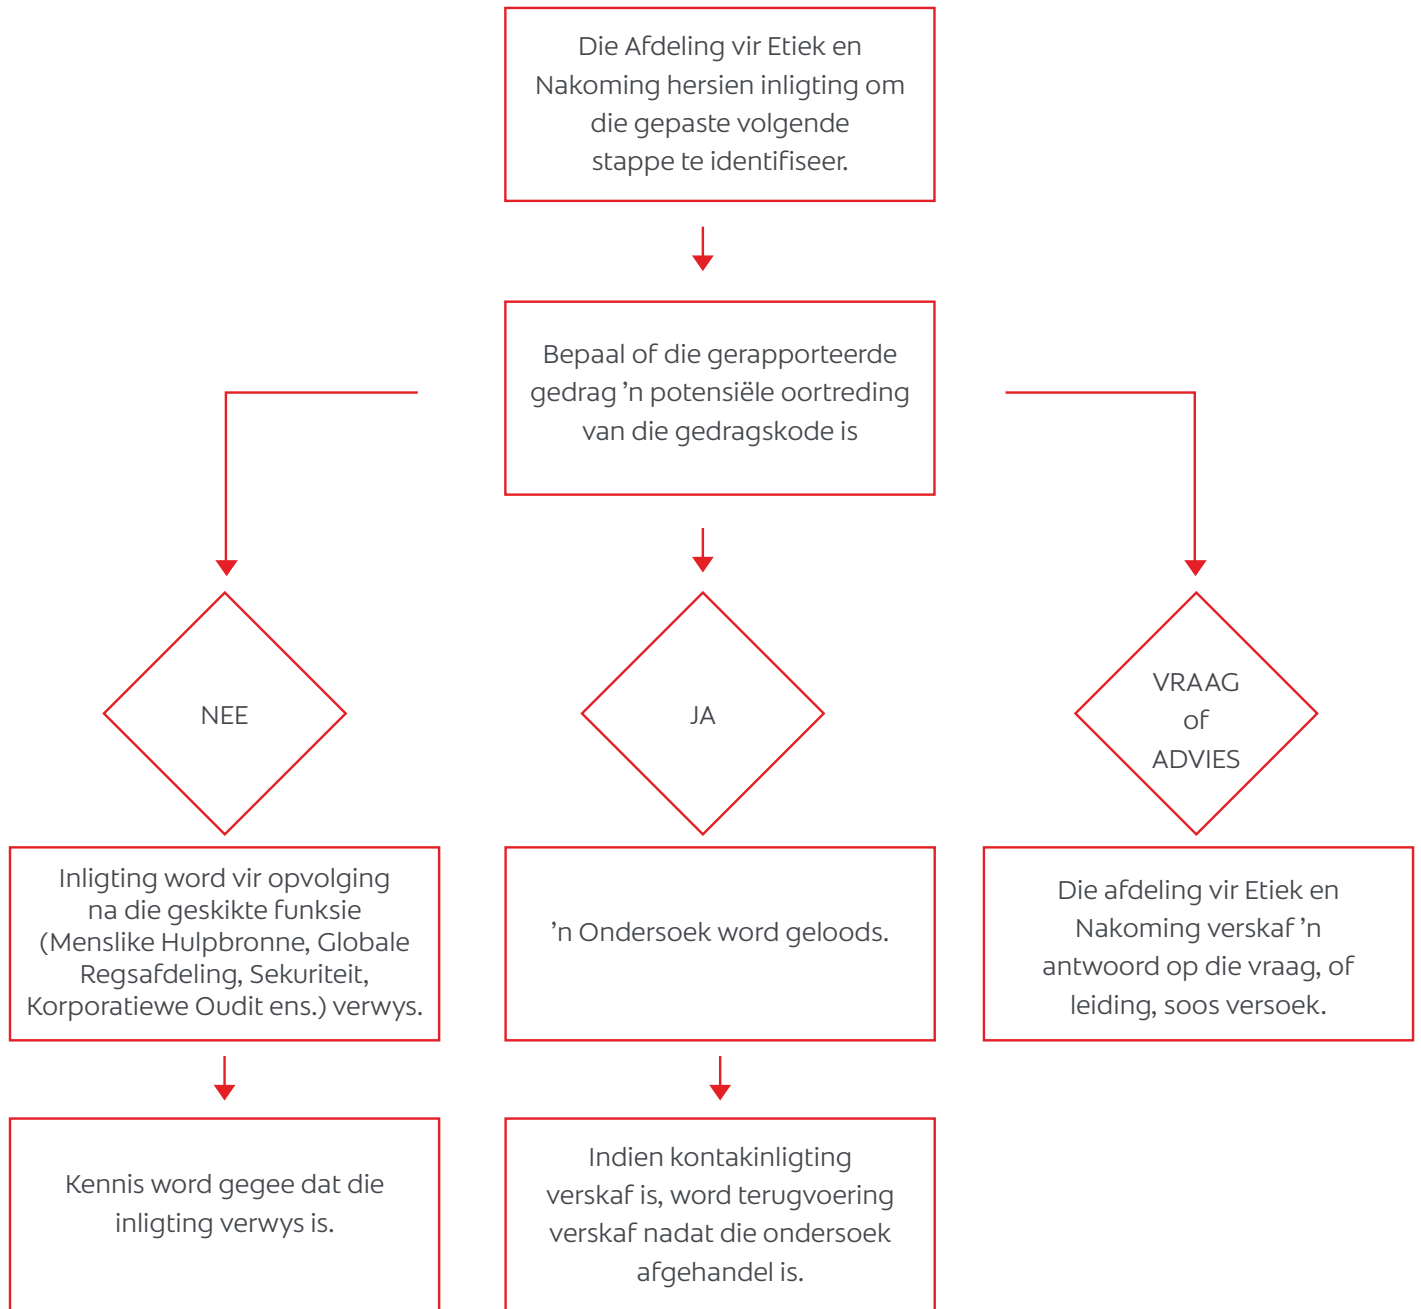 Die Afdeling vir Etiek en
Nakoming hersien inligting om
die gepaste volgende
stappe te identifiseer.
Bepaal of die gerapporteerde
gedrag ’n potensiële oortreding
van die gedragskode is
NEE
JA
VRAAG
of
ADVIES
Inligting word vir opvolging
na die geskikte funksie
(Menslike Hulpbronne, Globale
Regsafdeling, Sekuriteit,
Korporatiewe Oudit ens.) verwys.
’n Ondersoek word geloods.
Die afdeling vir Etiek en
Nakoming verskaf ’n
antwoord op die vraag, of
leiding, soos versoek.
Kennis word gegee dat die
inligting verwys is.
Indien kontakinligting
verskaf is, word terugvoering
verskaf nadat die ondersoek
afgehandel is.